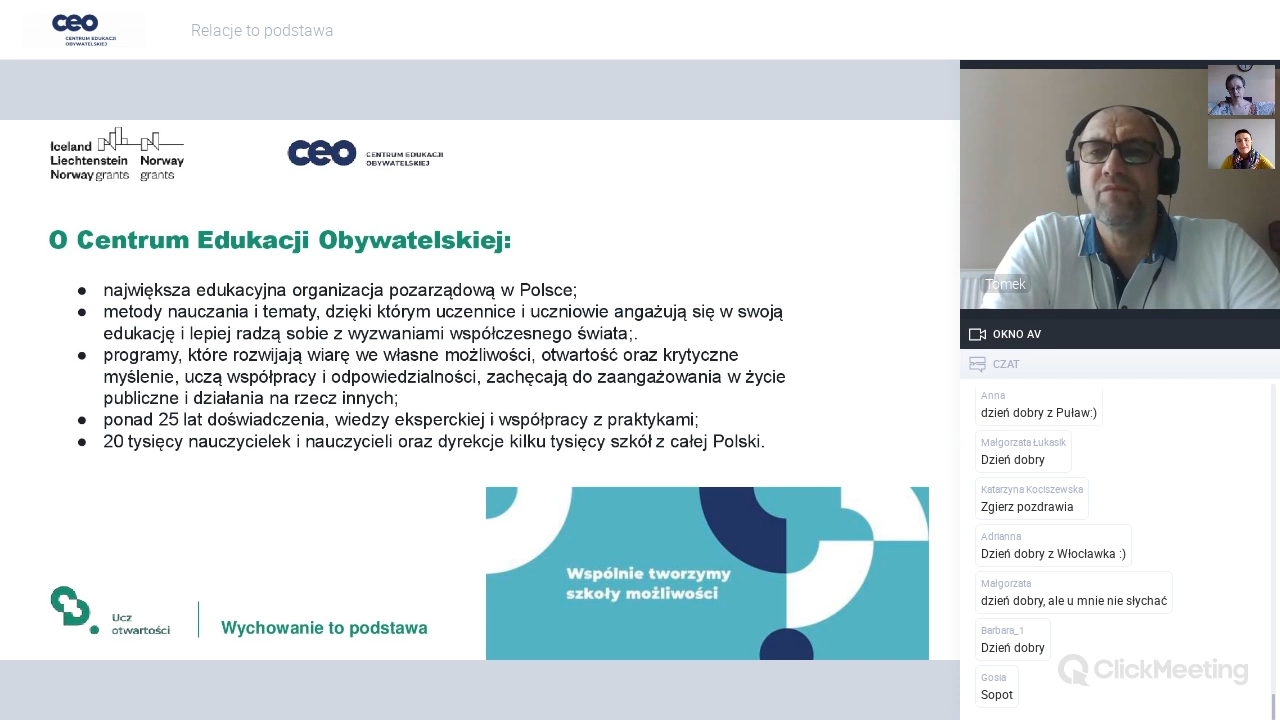 ceo
CENTRUM EDUKACJI
OBYWATELSKIEJ
Relacje to podstawa
Iceland
Liechtenstein Norway
Norway grants grants
ceo CENTRUM EDUKACJI
OBYWATELSKIEJ
O Centrum Edukacji Obywatelskiej:
● największa edukacyjna organizacja pozarządową w Polsce;
● metody nauczania i tematy, dzięki którym uczennice i uczniowie angażują się w swoją
edukację i lepiej radzą sobie z wyzwaniami współczesnego świata;.
● programy, które rozwijają wiarę we własne możliwości, otwartość oraz krytyczne
myślenie, uczą współpracy i odpowiedzialności, zachęcają do zaangażowania w życie
publiczne i działania na rzecz innych;
● ponad 25 lat doświadczenia, wiedzy eksperckiej i współpracy z praktykami;
● 20 tysięcy nauczycielek i nauczycieli oraz dyrekcje kilku tysięcy szkół z całej Polski.
Wspólnie tworzymy
szkoły możliwości
Ucz
otwartości
Wychowanie to podstawa
Tomek
OKNO AV
CZAT
Anna
dzień dobry z Puław:)
Małgorzata Łukasik
Dzień dobry
Katarzyna Kociszewska
Zgierz pozdrawia
Adrianna
Dzień dobry z Włocławka :)
Małgorzata
dzień dobry, ale u mnie nie słychać
Barbara_1
Dzień dobry
Gosia
Sopot
ClickMeeting